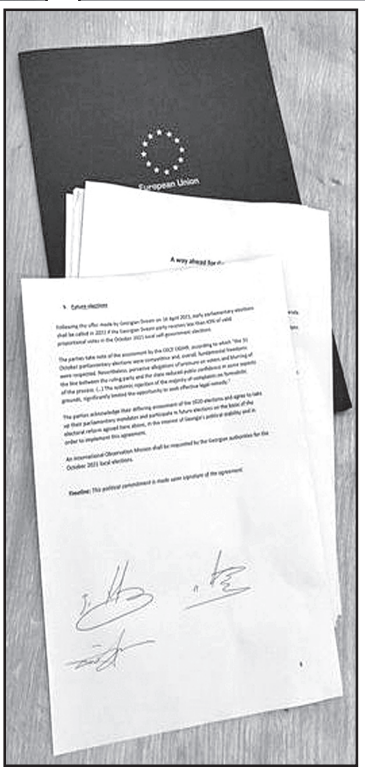 European Union
A way ahead for
5. Future elections
Following the offer made by Georgian Dream on 16 April 2021, early parliamentary elections
shall be called in 2022 if the Georgian Dream party receives less than 43% of valid
proportional votes in the October 2021 local self-government elections.
The parties take note of the assessment by the OSCE ODIHR, according to which "the 31
October parliamentary elections were competitive and, overall, fundamental freedoms
were respected. Nevertheless, pervasive allegations of pressure on voters and blurring of
the line between the ruling party and the state reduced public confidence in some aspects
of the process. (...) The systemic rejection of the majority of complaints on formalistic
grounds, significantly limited the opportunity to seek effective legal remedy."
The parties acknowledge their differing assessment of the 2020 elections and agree to take
up their parliamentary mandates and participate in future elections on the basis of the
electoral reform agreed here above, in the interest of Georgia's political stability and in
order to implement this agreement.
An International Observation Mission shall be requested by the Georgian authorities for the
October 2021 local elections.
Timeline: This political commitment is made upon signature of the agreement.